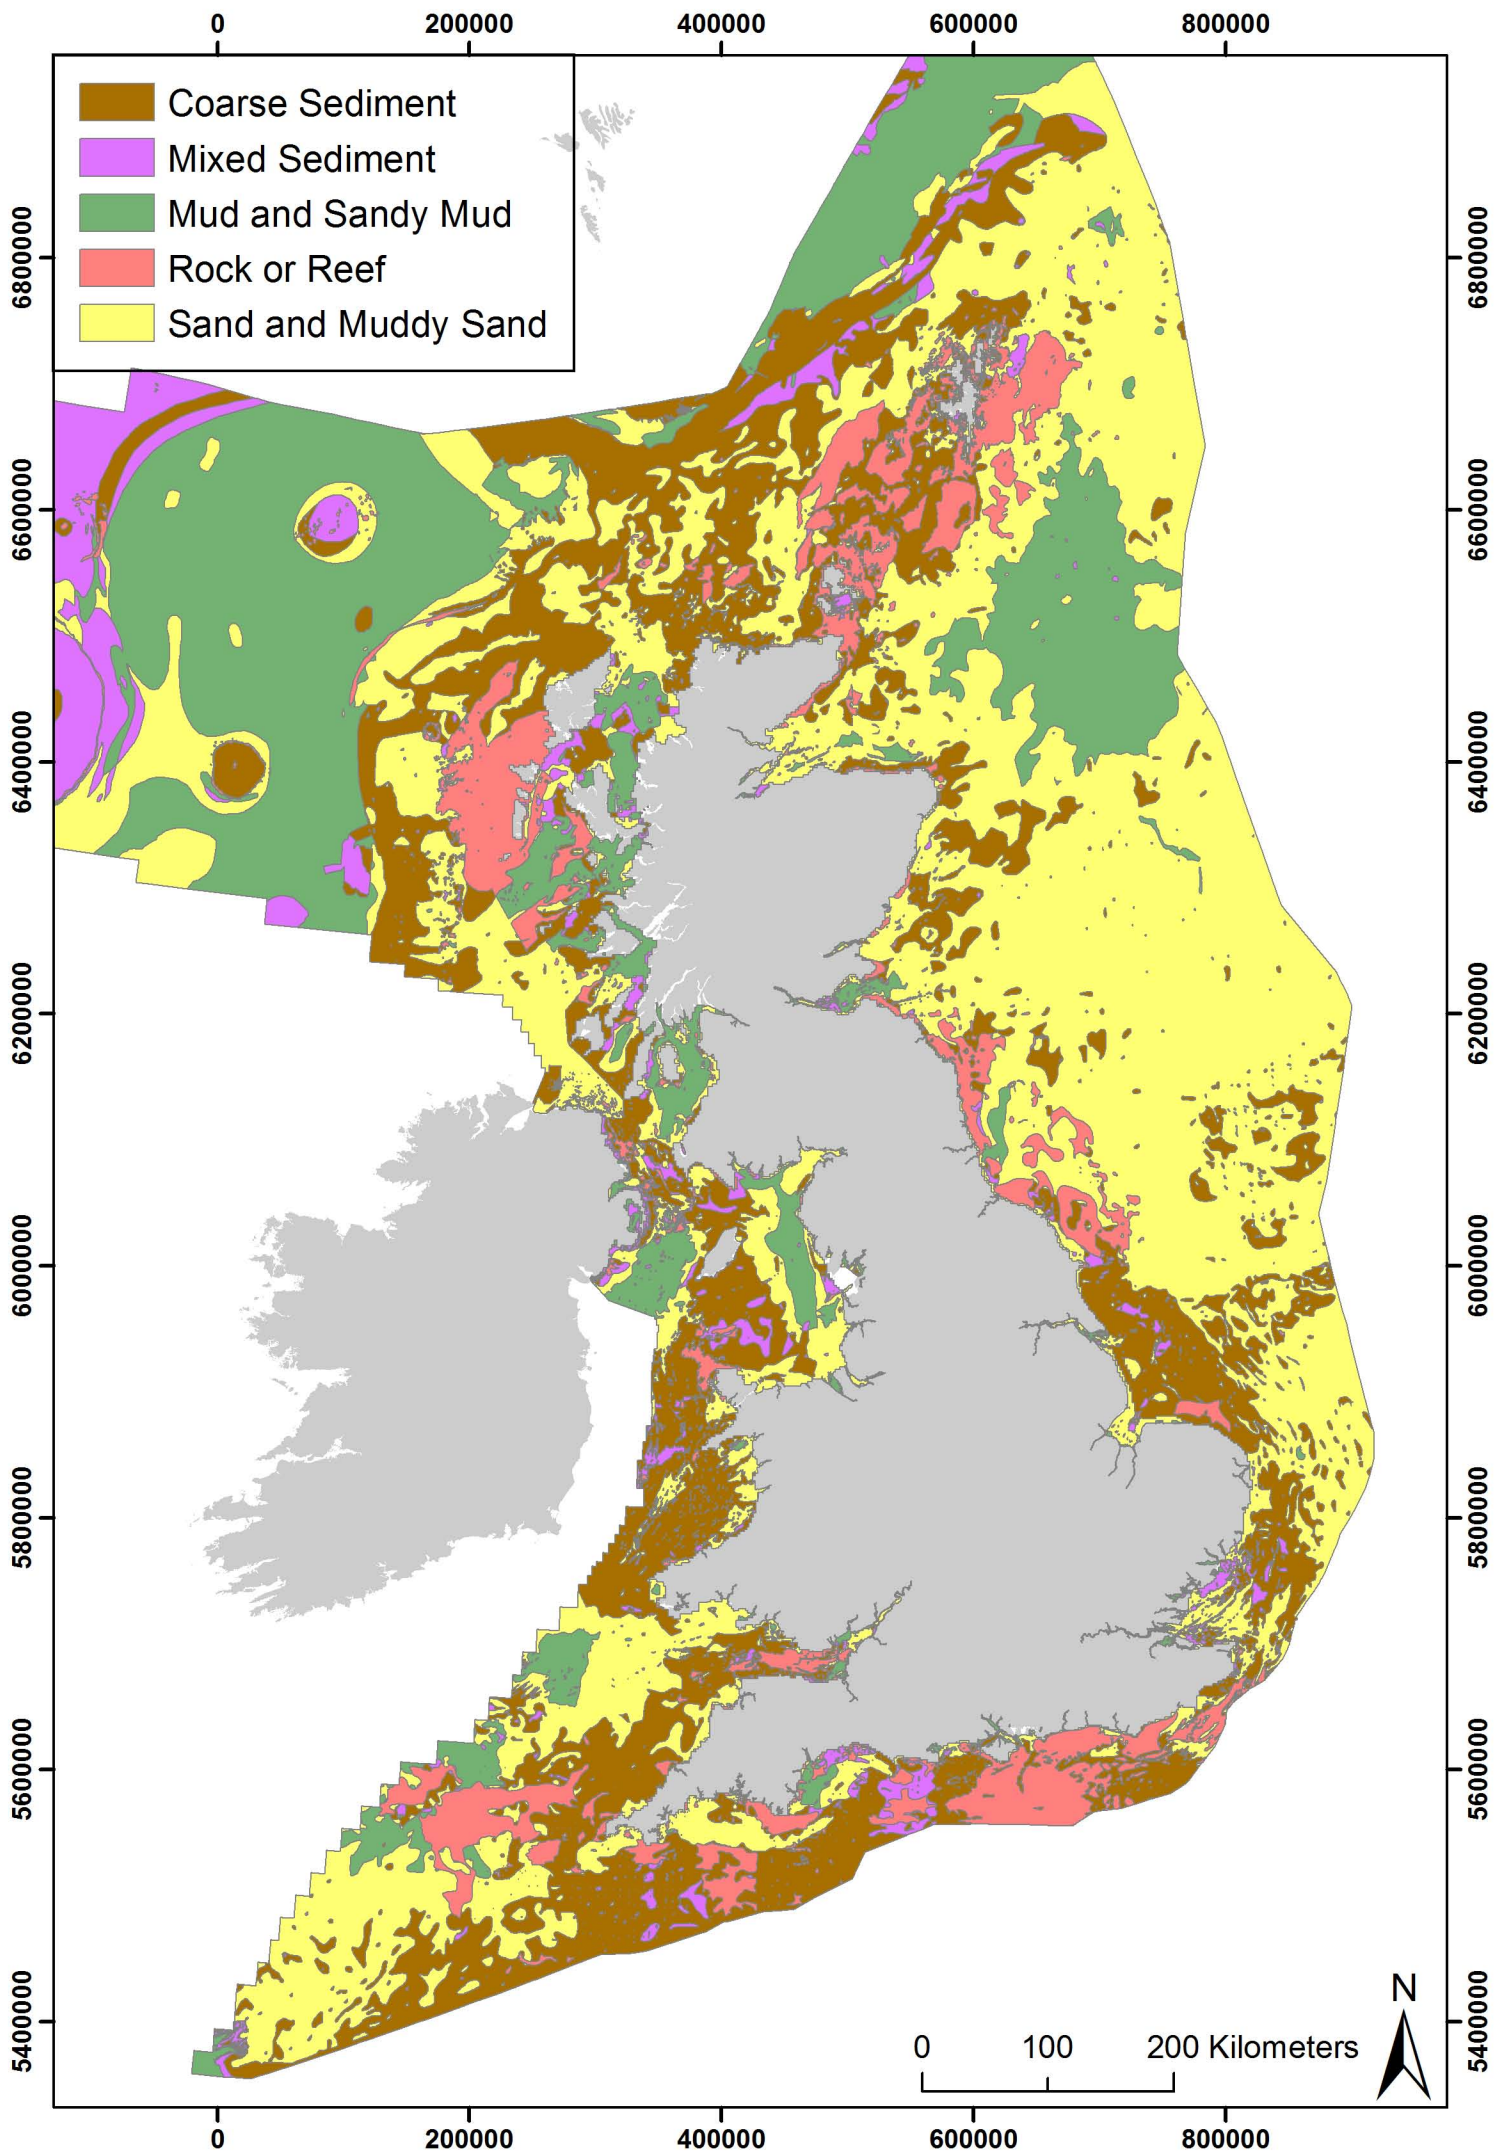 0 200000 400000 600000 800000
Coarse Sediment
Mixed Sediment
Mud and Sandy Mud
Rock or Reef
Sand and Muddy Sand
6800000 6800000
6600000 6600000
6400000 6400000
6200000 6200000
6000000 6000000
5800000 5800000
5600000 5600000
5400000 5400000
N
0 100 200 Kilometers
0 200000 400000 600000 800000